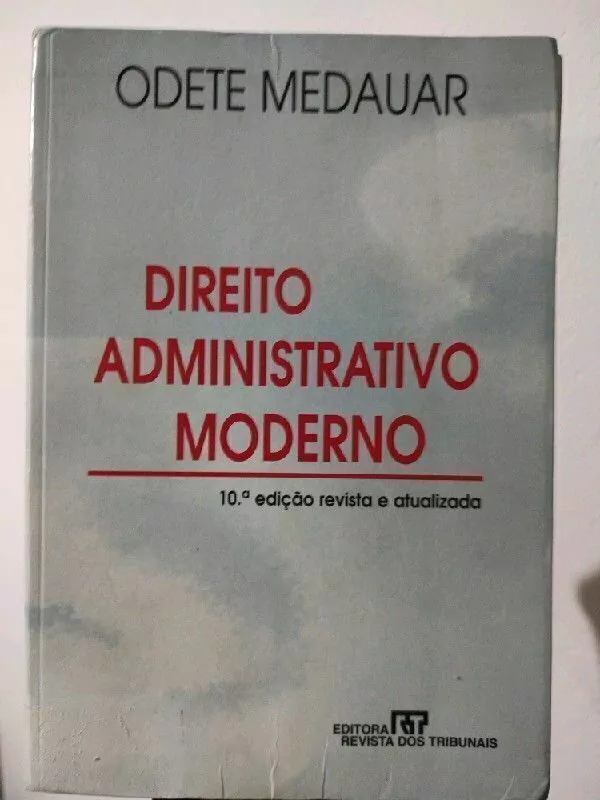 ODETE MEDAUAR
DIREITO
ADMINISTRATIVO
MODERNO
10.ª edição revista e atualizada
EDITORA RT
REVISTA DOS TRIBUNAIS